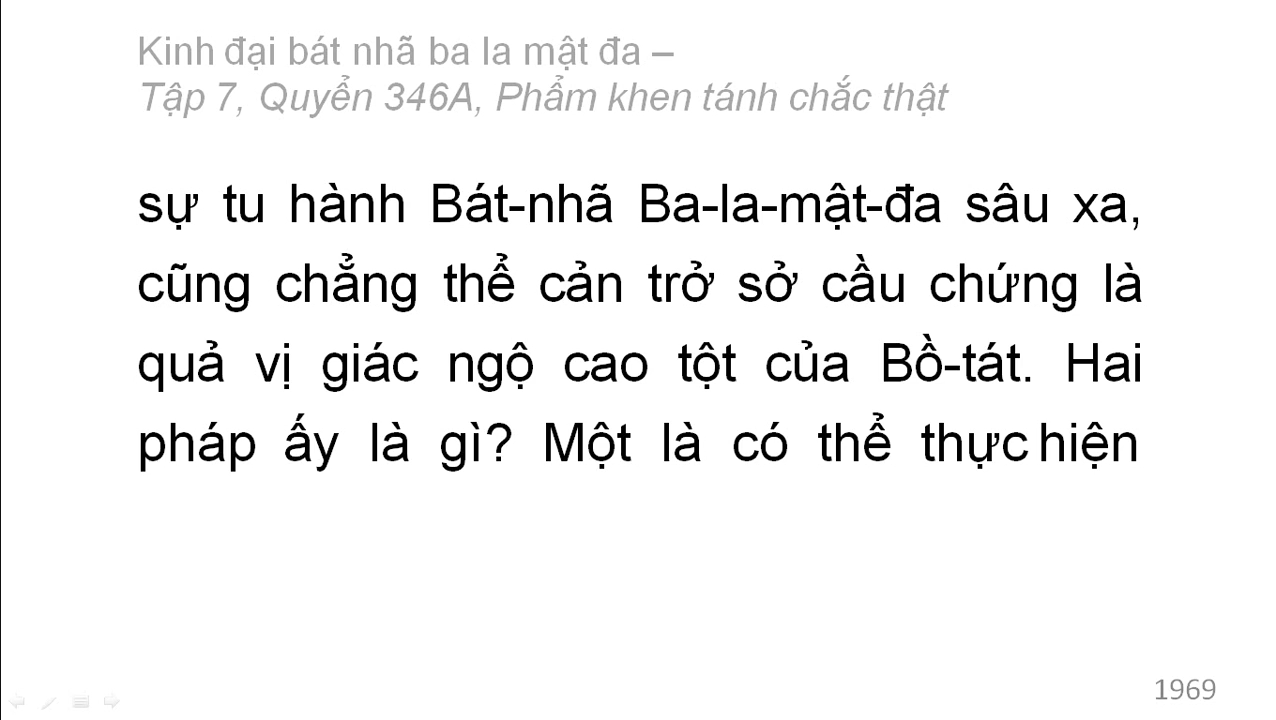 Kinh đại bát nhã ba la mật đa –
Tập 7, Quyển 346A, Phẩm khen tánh chắc thật
sự tu hành Bát-nhã Ba-la-mật-đa sâu xa,
cũng chẳng thể cản trở sở cầu chứng là
quả vị giác ngộ cao tột của Bồ-tát. Hai
pháp ấy là gì? Một là có thể thực hiện
1969